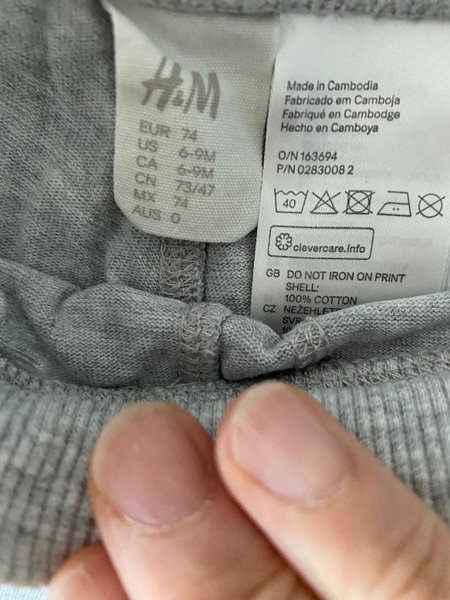 H&M
EUR 74
US 6-9M
CA 6-9M
CN 73/47
MX 74
AUS 0
Made in Cambodia
Fabricado em Camboja
Fabriqué en Cambodge
Hecho en Camboya
O/N 163694
P/N 0283008 2
40
clevercare.info
GB DO NOT IRON ON PRINT
SHELL:
100% COTTON
CZ